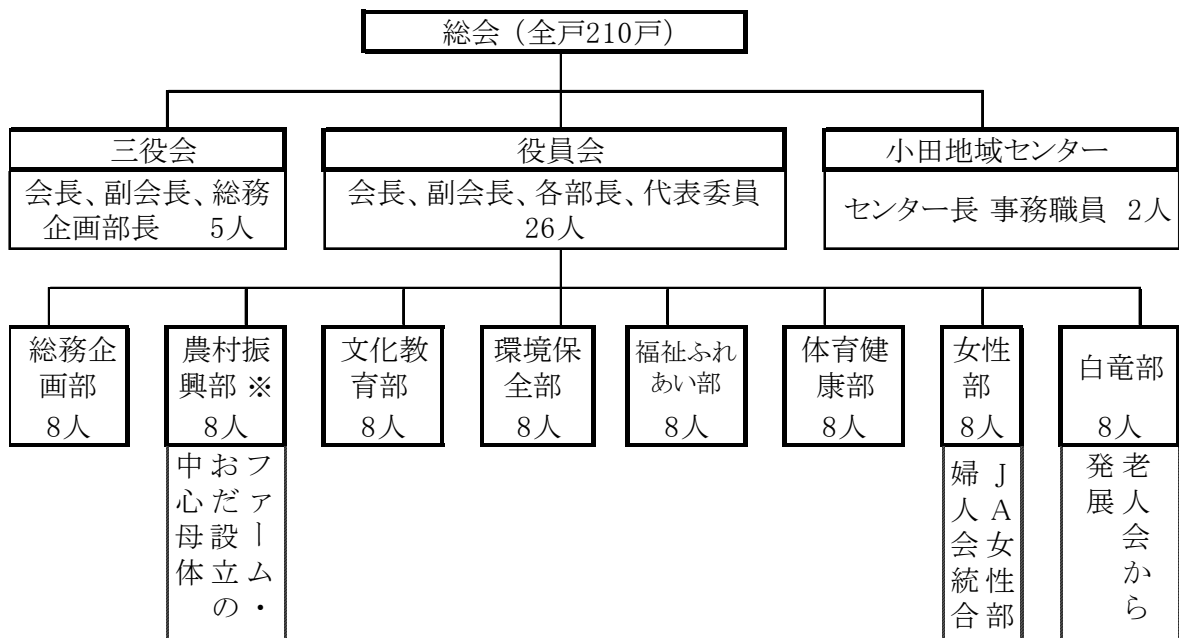 総会（全戸210戸）
三役会
会長、副会長、総務
企画部長 5人
役員会
会長、副会長、各部長、代表委員
26人
小田地域センター
センター長 事務職員 2人
総務企
画部
8人
農村振
興部※
8人
ファーム・
おだ設立の
中心母体
文化教
育部
8人
環境保
全部
8人
福祉ふれ
あい部
8人
体育健
康部
8人
女性
部
8人
JA女性部
婦人会統合
白竜部
8人
老人会から
発展